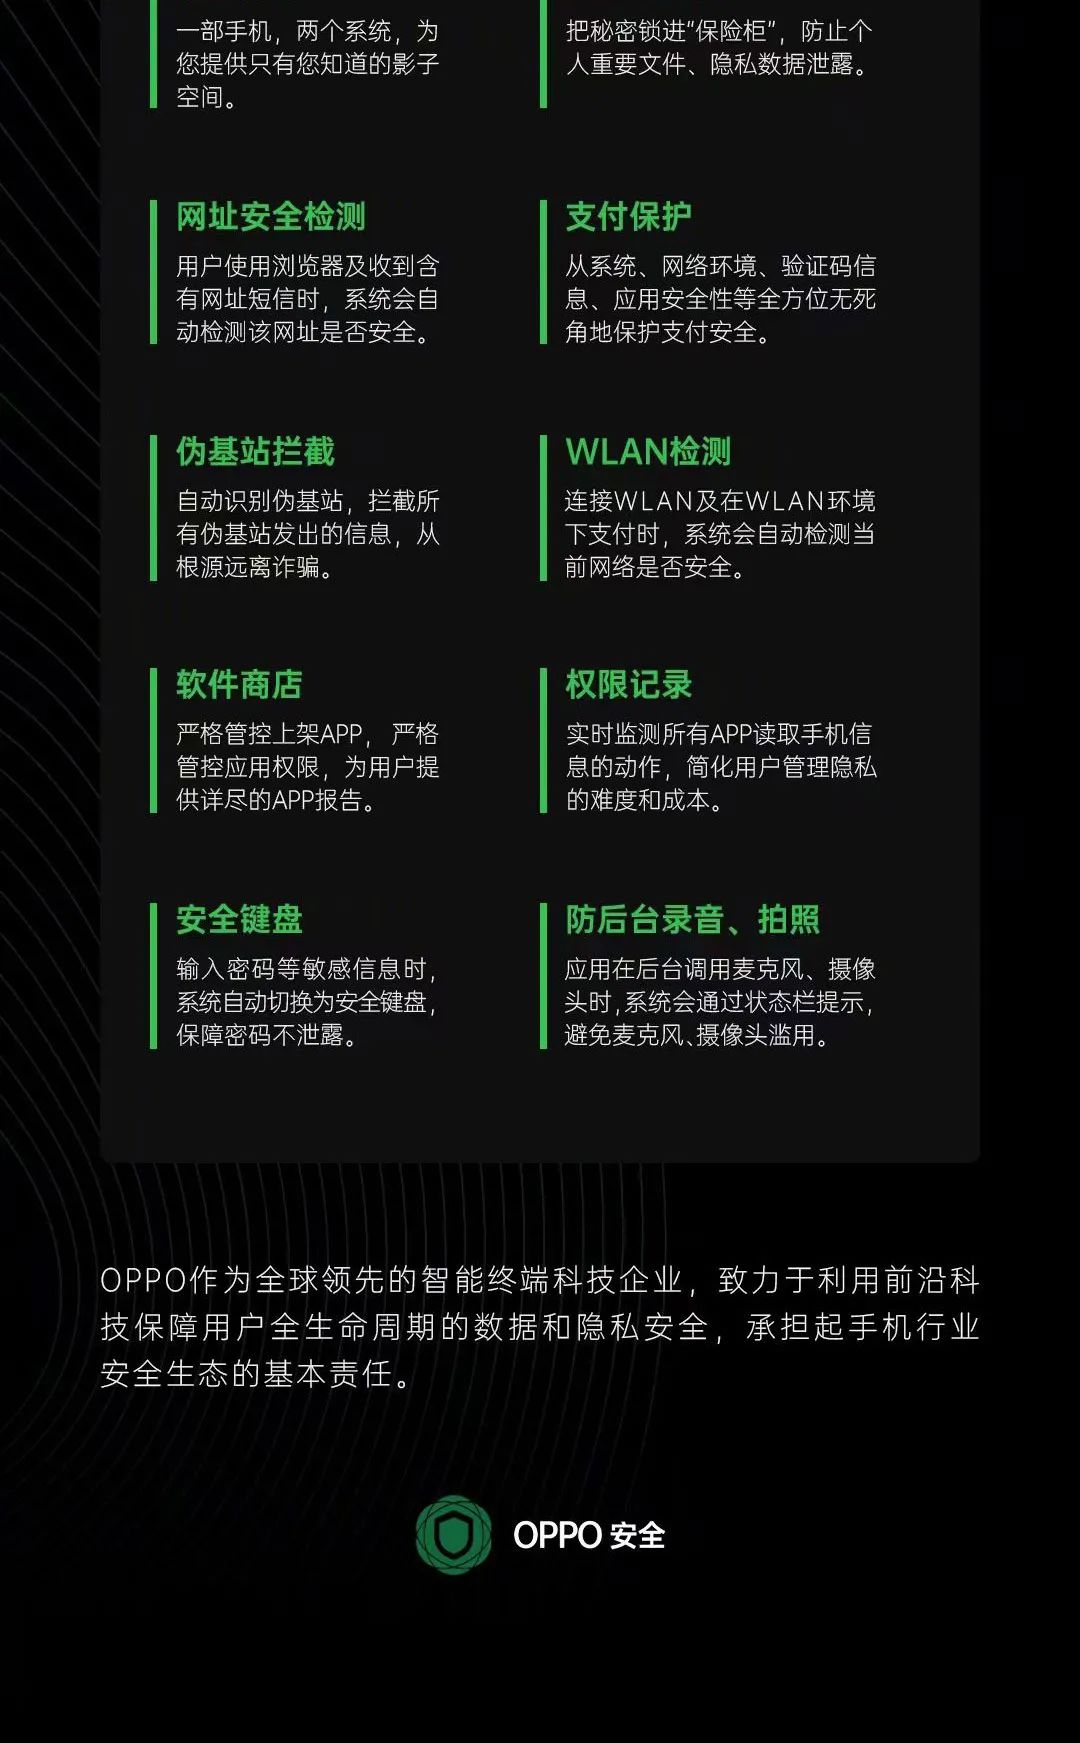 一部手机，两个系统，为
您提供只有您知道的影子
空间。
把秘密锁进“保险柜”，防止个
人重要文件、隐私数据泄露。
网址安全检测
用户使用浏览器及收到含
有网址短信时，系统会自
动检测该网址是否安全。
支付保护
从系统、网络环境、验证码信
息、应用安全性等全方位无死
角地保护支付安全。
伪基站拦截
自动识别伪基站，拦截所
有伪基站发出的信息，从
根源远离诈骗。
WLAN检测
连接WLAN及在WLAN环境
下支付时，系统会自动检测当
前网络是否安全。
软件商店
严格管控上架APP，严格
管控应用权限，为用户提
供详尽的APP报告。
权限记录
实时监测所有APP读取手机信
息的动作，简化用户管理隐私
的难度和成本。
安全键盘
输入密码等敏感信息时，
系统自动切换为安全键盘，
保障密码不泄露。
防后台录音、拍照
应用在后台调用麦克风、摄像
头时，系统会通过状态栏提示，
避免麦克风、摄像头滥用。
OPPO作为全球领先的智能终端科技企业，致力于利用前沿科
技保障用户全生命周期的数据和隐私安全，承担起手机行业
安全生态的基本责任。
OPPO 安全